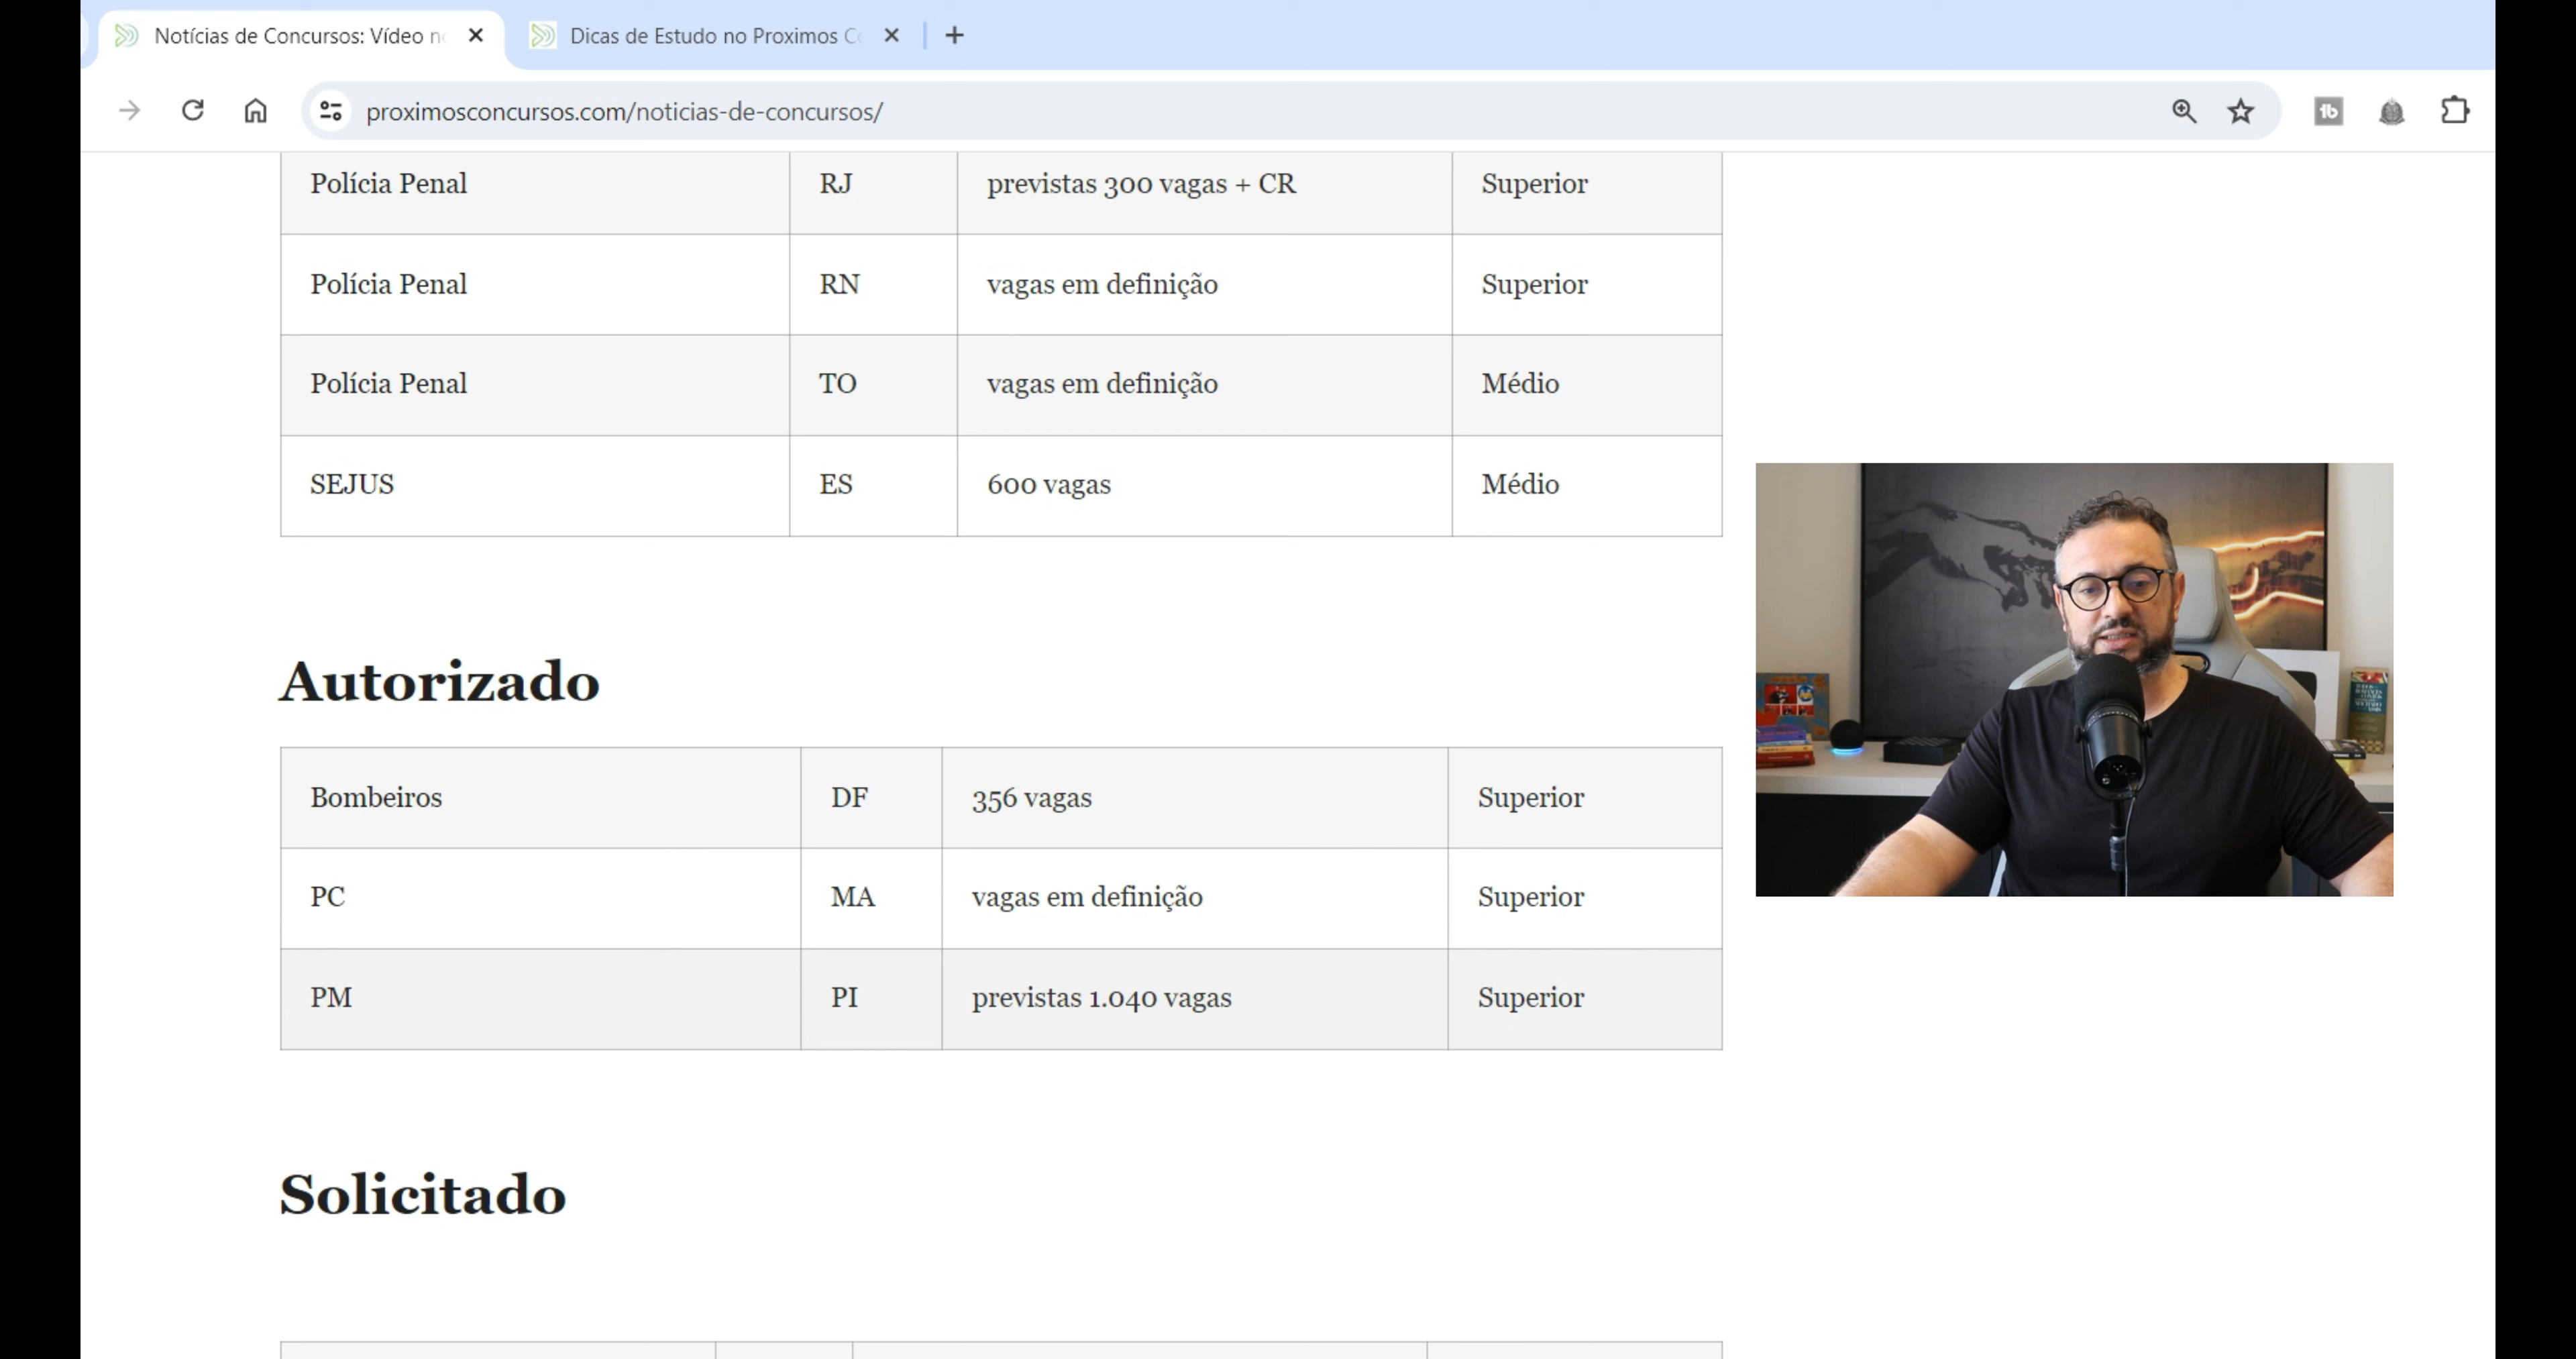 Notícias de Concursos: Vídeo n
Dicas de Estudo no Proximos C
proximosconcursos.com/noticias-de-concursos/
tb
Polícia Penal RJ previstas 300 vagas + CR Superior
Polícia Penal RN vagas em definição Superior
Polícia Penal TO vagas em definição Médio
SEJUS ES 600 vagas Médio
Autorizado
Bombeiros DF 356 vagas Superior
PC MA vagas em definição Superior
PM PI previstas 1.040 vagas Superior
Solicitado